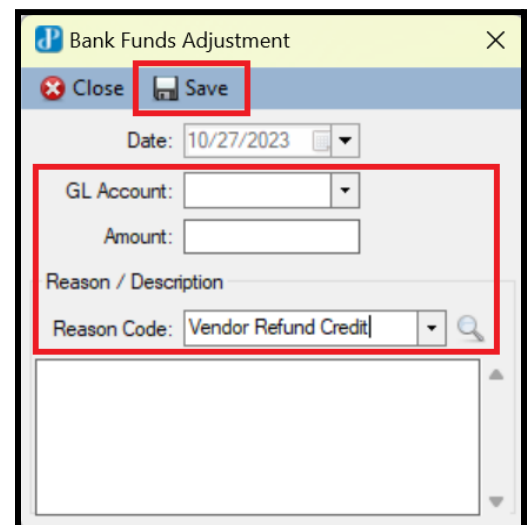 Bank Funds Adjustment
Close Save
Date: 10/27/2023
GL Account:
Amount:
Reason / Description
Reason Code: Vendor Refund Credit